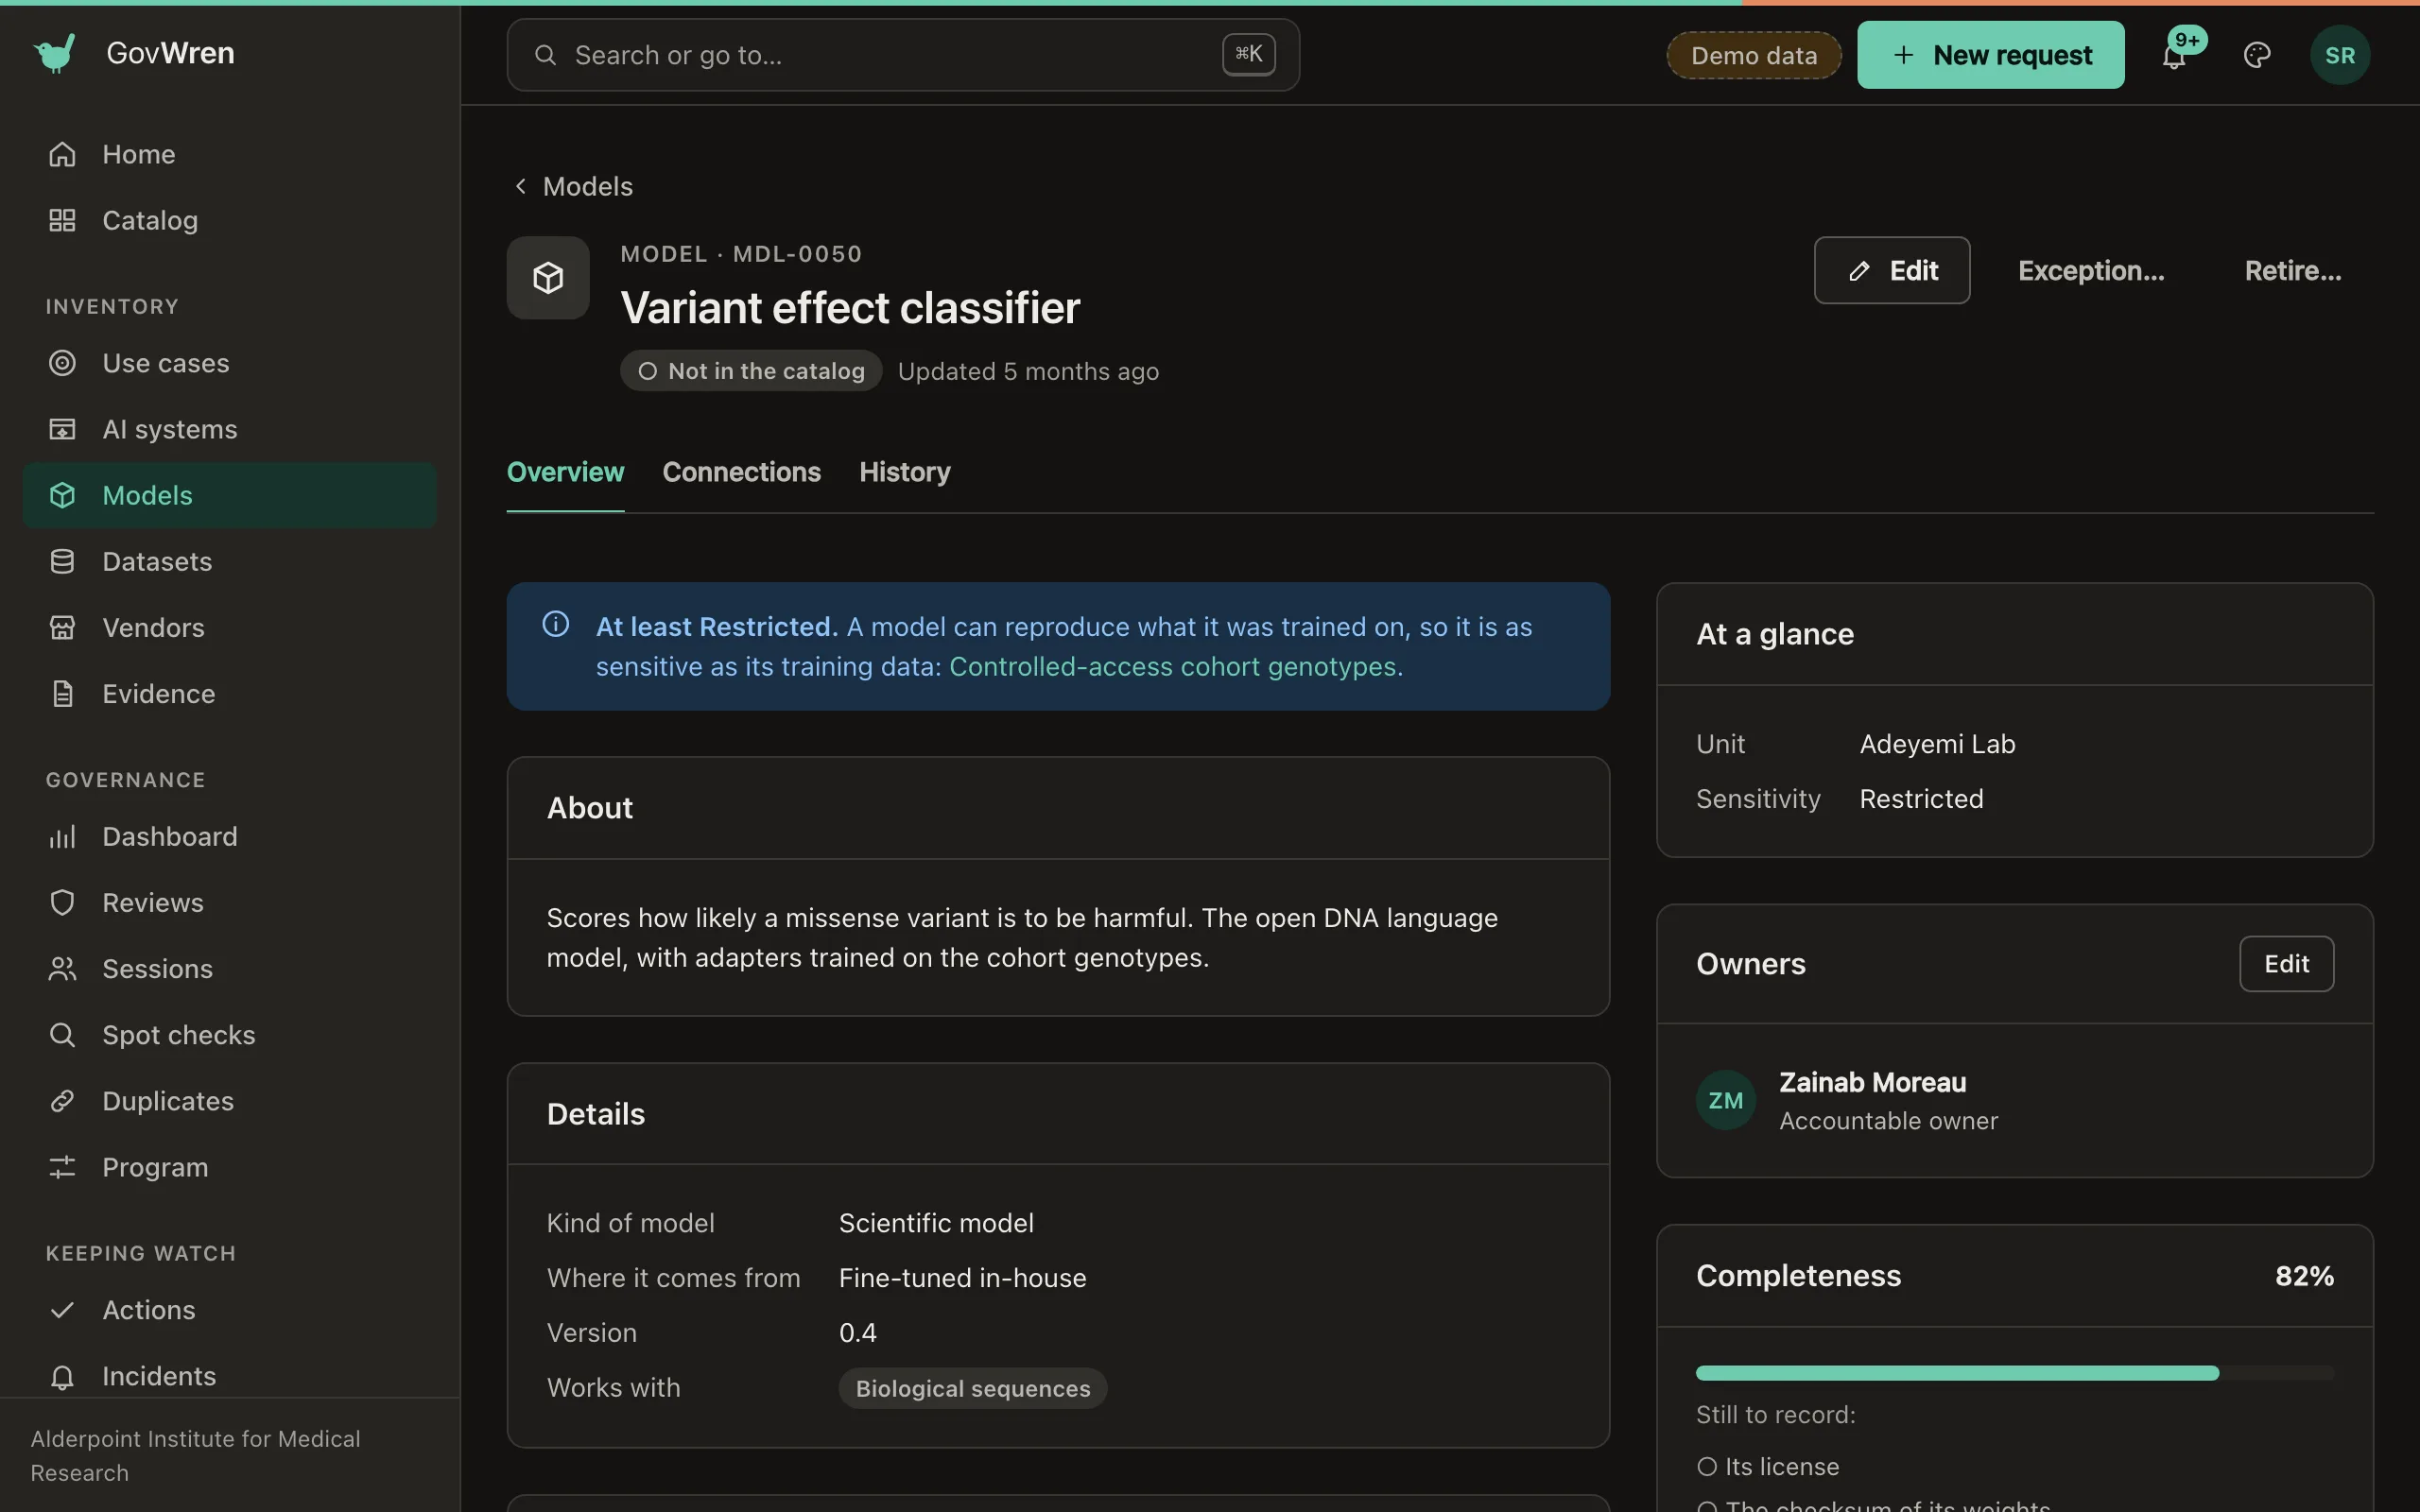 GovWren
Search or go to...
⌘K
Demo data
+ New request
9+
SR
Home
Catalog
INVENTORY
Use cases
AI systems
Models
Datasets
Vendors
Evidence
GOVERNANCE
Dashboard
Reviews
Sessions
Spot checks
Duplicates
Program
KEEPING WATCH
Actions
Incidents
Alderpoint Institute for Medical
Research
Models
MODEL · MDL-0050
Variant effect classifier
Not in the catalog
Updated 5 months ago
Edit
Exception...
Retire...
Overview
Connections
History
At least Restricted. A model can reproduce what it was trained on, so it is as
sensitive as its training data: Controlled-access cohort genotypes.
About
Scores how likely a missense variant is to be harmful. The open DNA language
model, with adapters trained on the cohort genotypes.
Details
Kind of model Scientific model
Where it comes from Fine-tuned in-house
Version 0.4
Works with Biological sequences
At a glance
Unit Adeyemi Lab
Sensitivity Restricted
Owners
Edit
ZM
Zainab Moreau
Accountable owner
Completeness 82%
Still to record:
Its license
The checksum of its weights